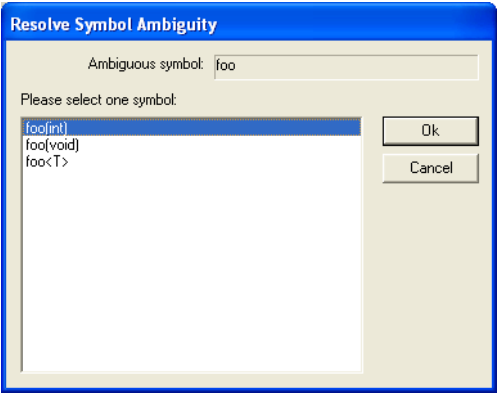 Resolve Symbol Ambiguity
Ambiguous symbol: foo
Please select one symbol:
foo(int)
foo(void)
foo<T>
Ok
Cancel